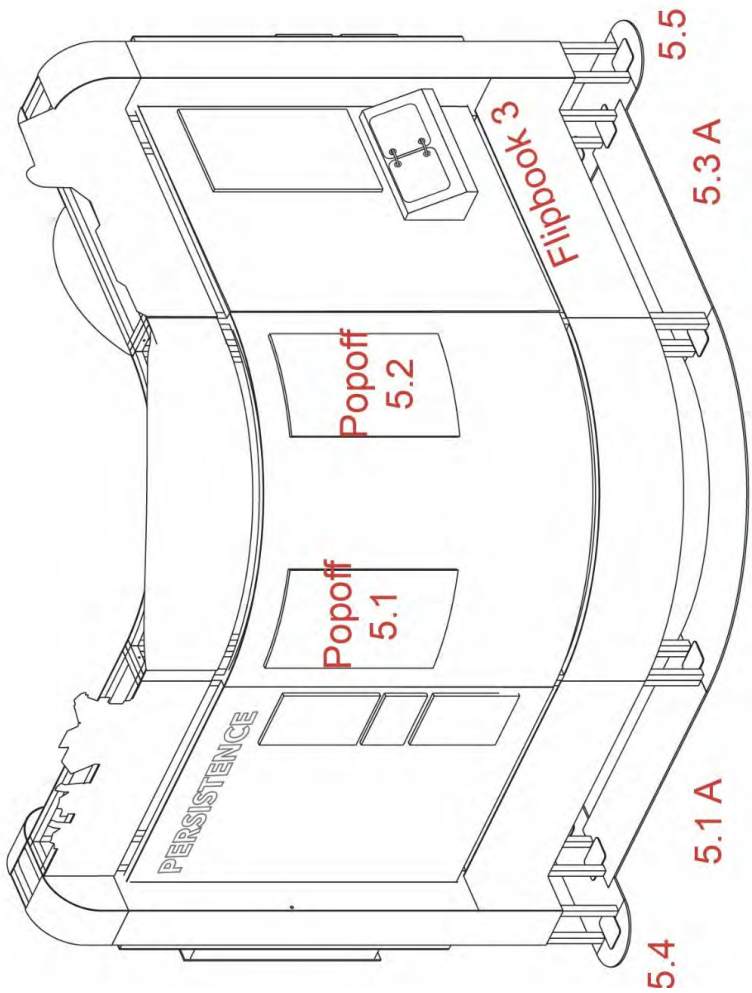 PERSISTENCE
Popoff
5.1
Popoff
5.2
Flipbook 3
5.4
5.1 A
5.3 A
5.5